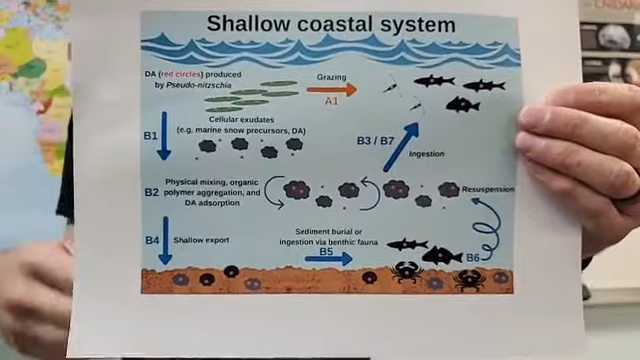 Shallow coastal system
DA (red circles) produced
by Pseudo-nitzschia
Grazing
A1
Cellular exudates
(e.g. marine snow precursors, DA)
B1
B3 / B7
Ingestion
B2
Physical mixing, organic
polymer aggregation, and
DA adsorption
Resuspension
B4
Shallow export
Sediment burial or
ingestion via benthic fauna
B5
B6